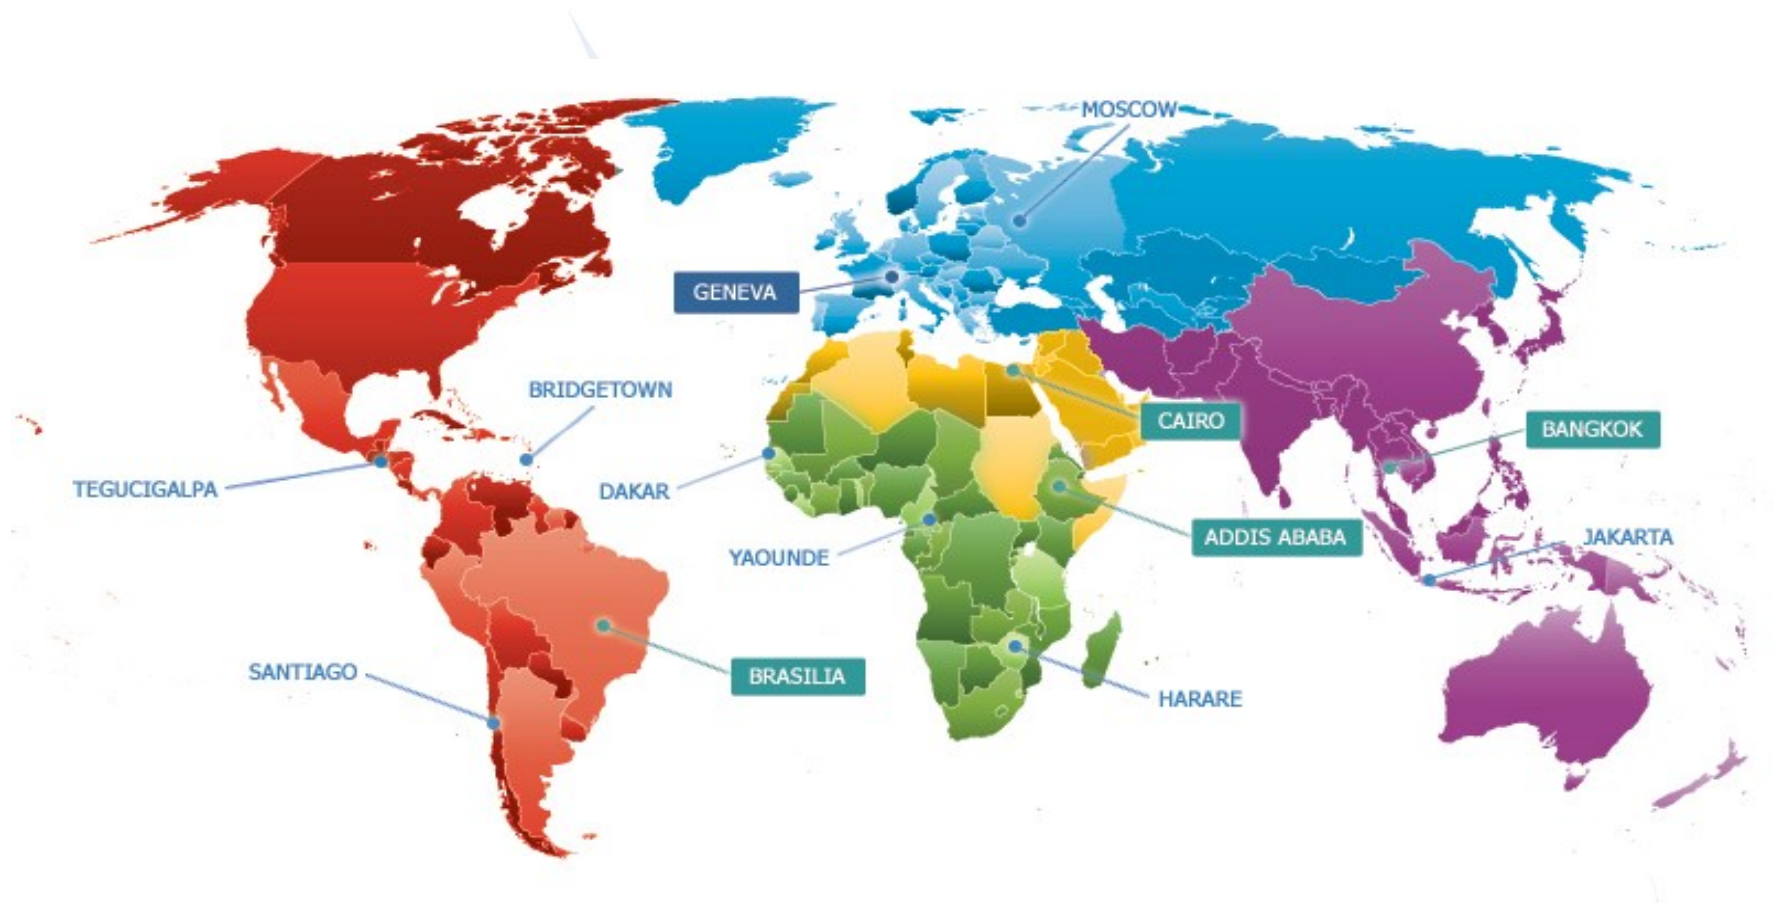 MOSCOW
GENEVA
BRIDGETOWN
CAIRO
BANGKOK
TEGUCIGALPA
DAKAR
ADDIS ABABA
JAKARTA
YAOUNDE
SANTIAGO
BRASILIA
HARARE